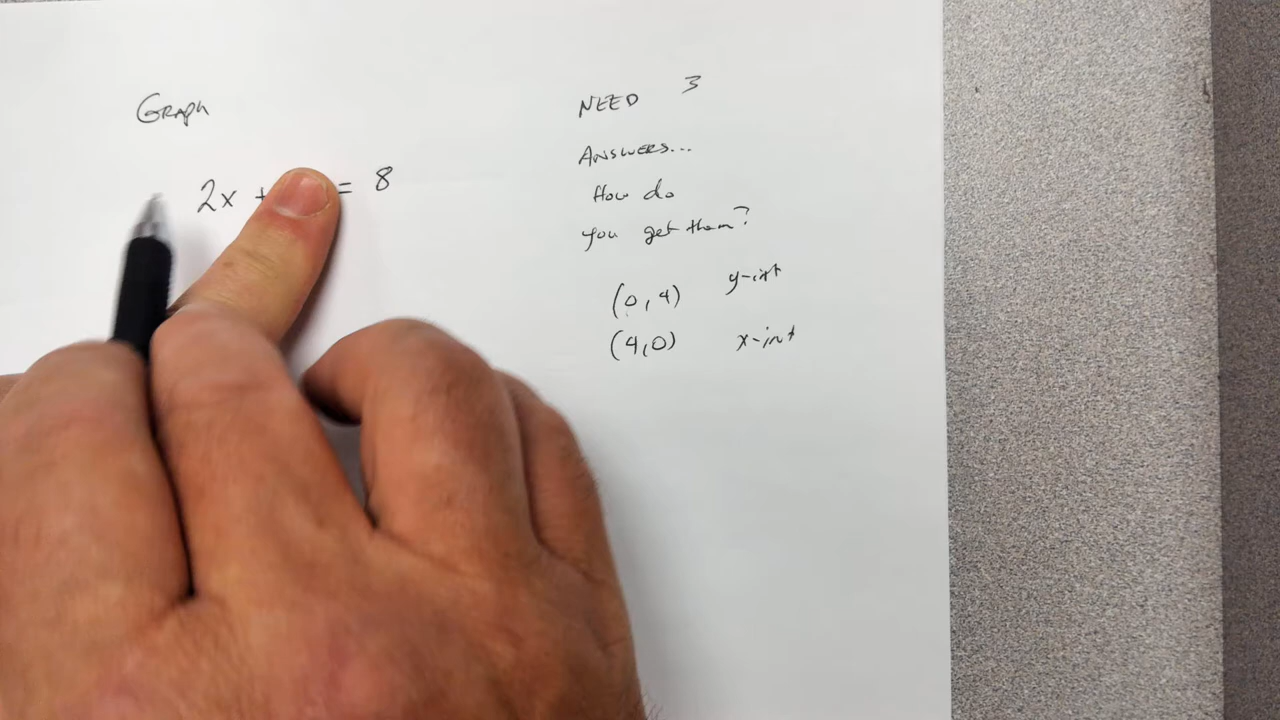 Graph
2x + = 8
NEED 3
ANSWERS...
How do
you get them?
(0,4) y-int
(4,0) x-int